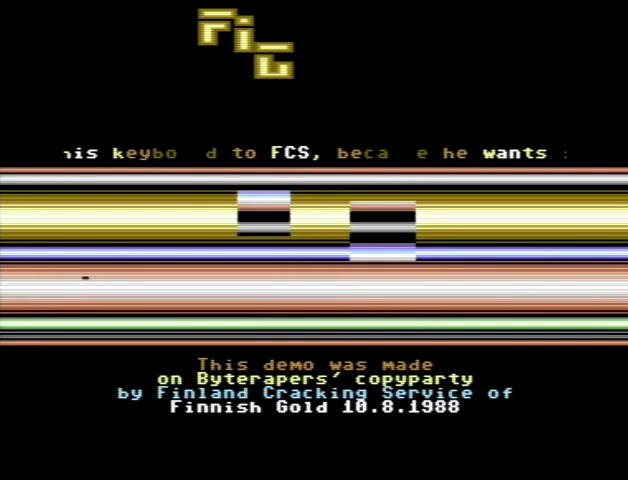 FiG
his keybo d to FCS, beca e he wants :
This demo was made
on Byterapers' copyparty
by Finland Cracking Service of
Finnish Gold 10.8.1988